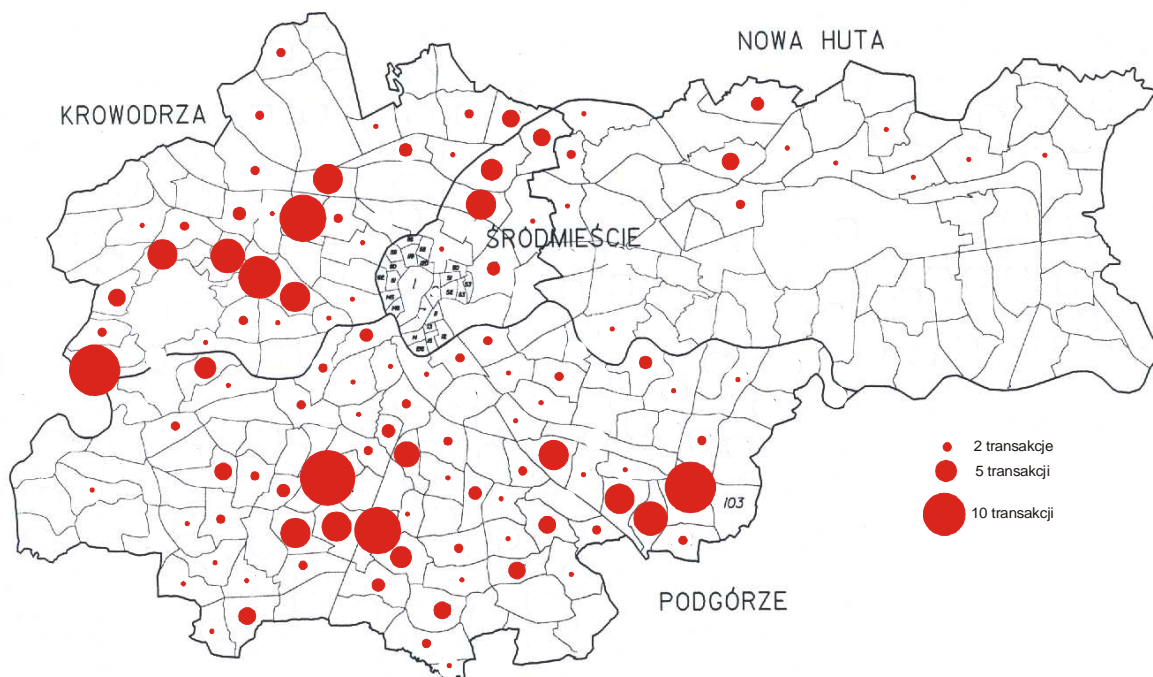 NOWA HUTA
KROWODRZA
ŚRÓDMIEŚCIE
2 transakcje
5 transakcji
10 transakcji
103
PODGÓRZE